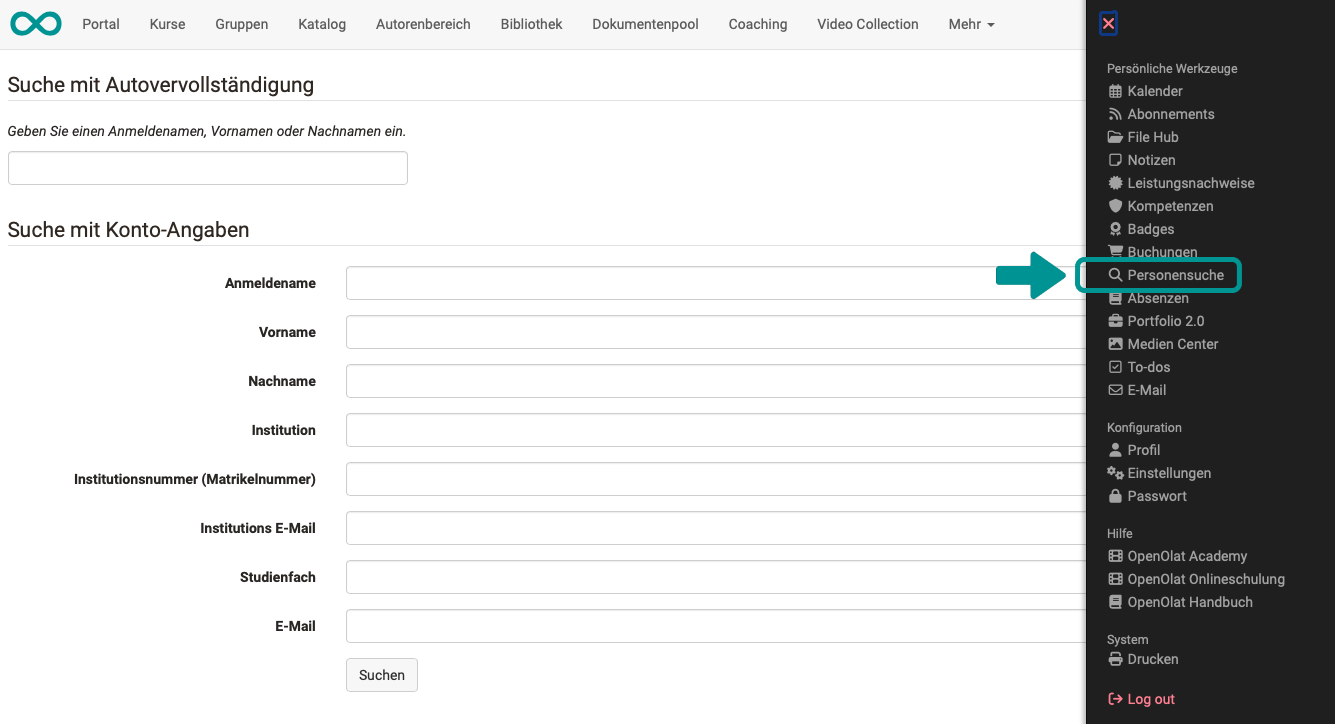 Portal Kurse Gruppen Katalog Autorenbereich Bibliothek Dokumentenpool Coaching Video Collection Mehr
Suche mit Autovervollständigung
Geben Sie einen Anmeldenamen, Vornamen oder Nachnamen ein.
Suche mit Konto-Angaben
Anmeldename
Vorname
Nachname
Institution
Institutionsnummer (Matrikelnummer)
Institutions E-Mail
Studienfach
E-Mail
Suchen
Persönliche Werkzeuge
Kalender
Abonnements
File Hub
Notizen
Leistungsnachweise
Kompetenzen
Badges
Buchungen
Personensuche
Absenzen
Portfolio 2.0
Medien Center
To-dos
E-Mail
Konfiguration
Profil
Einstellungen
Passwort
Hilfe
OpenOlat Academy
OpenOlat Onlineschulung
OpenOlat Handbuch
System
Drucken
Log out